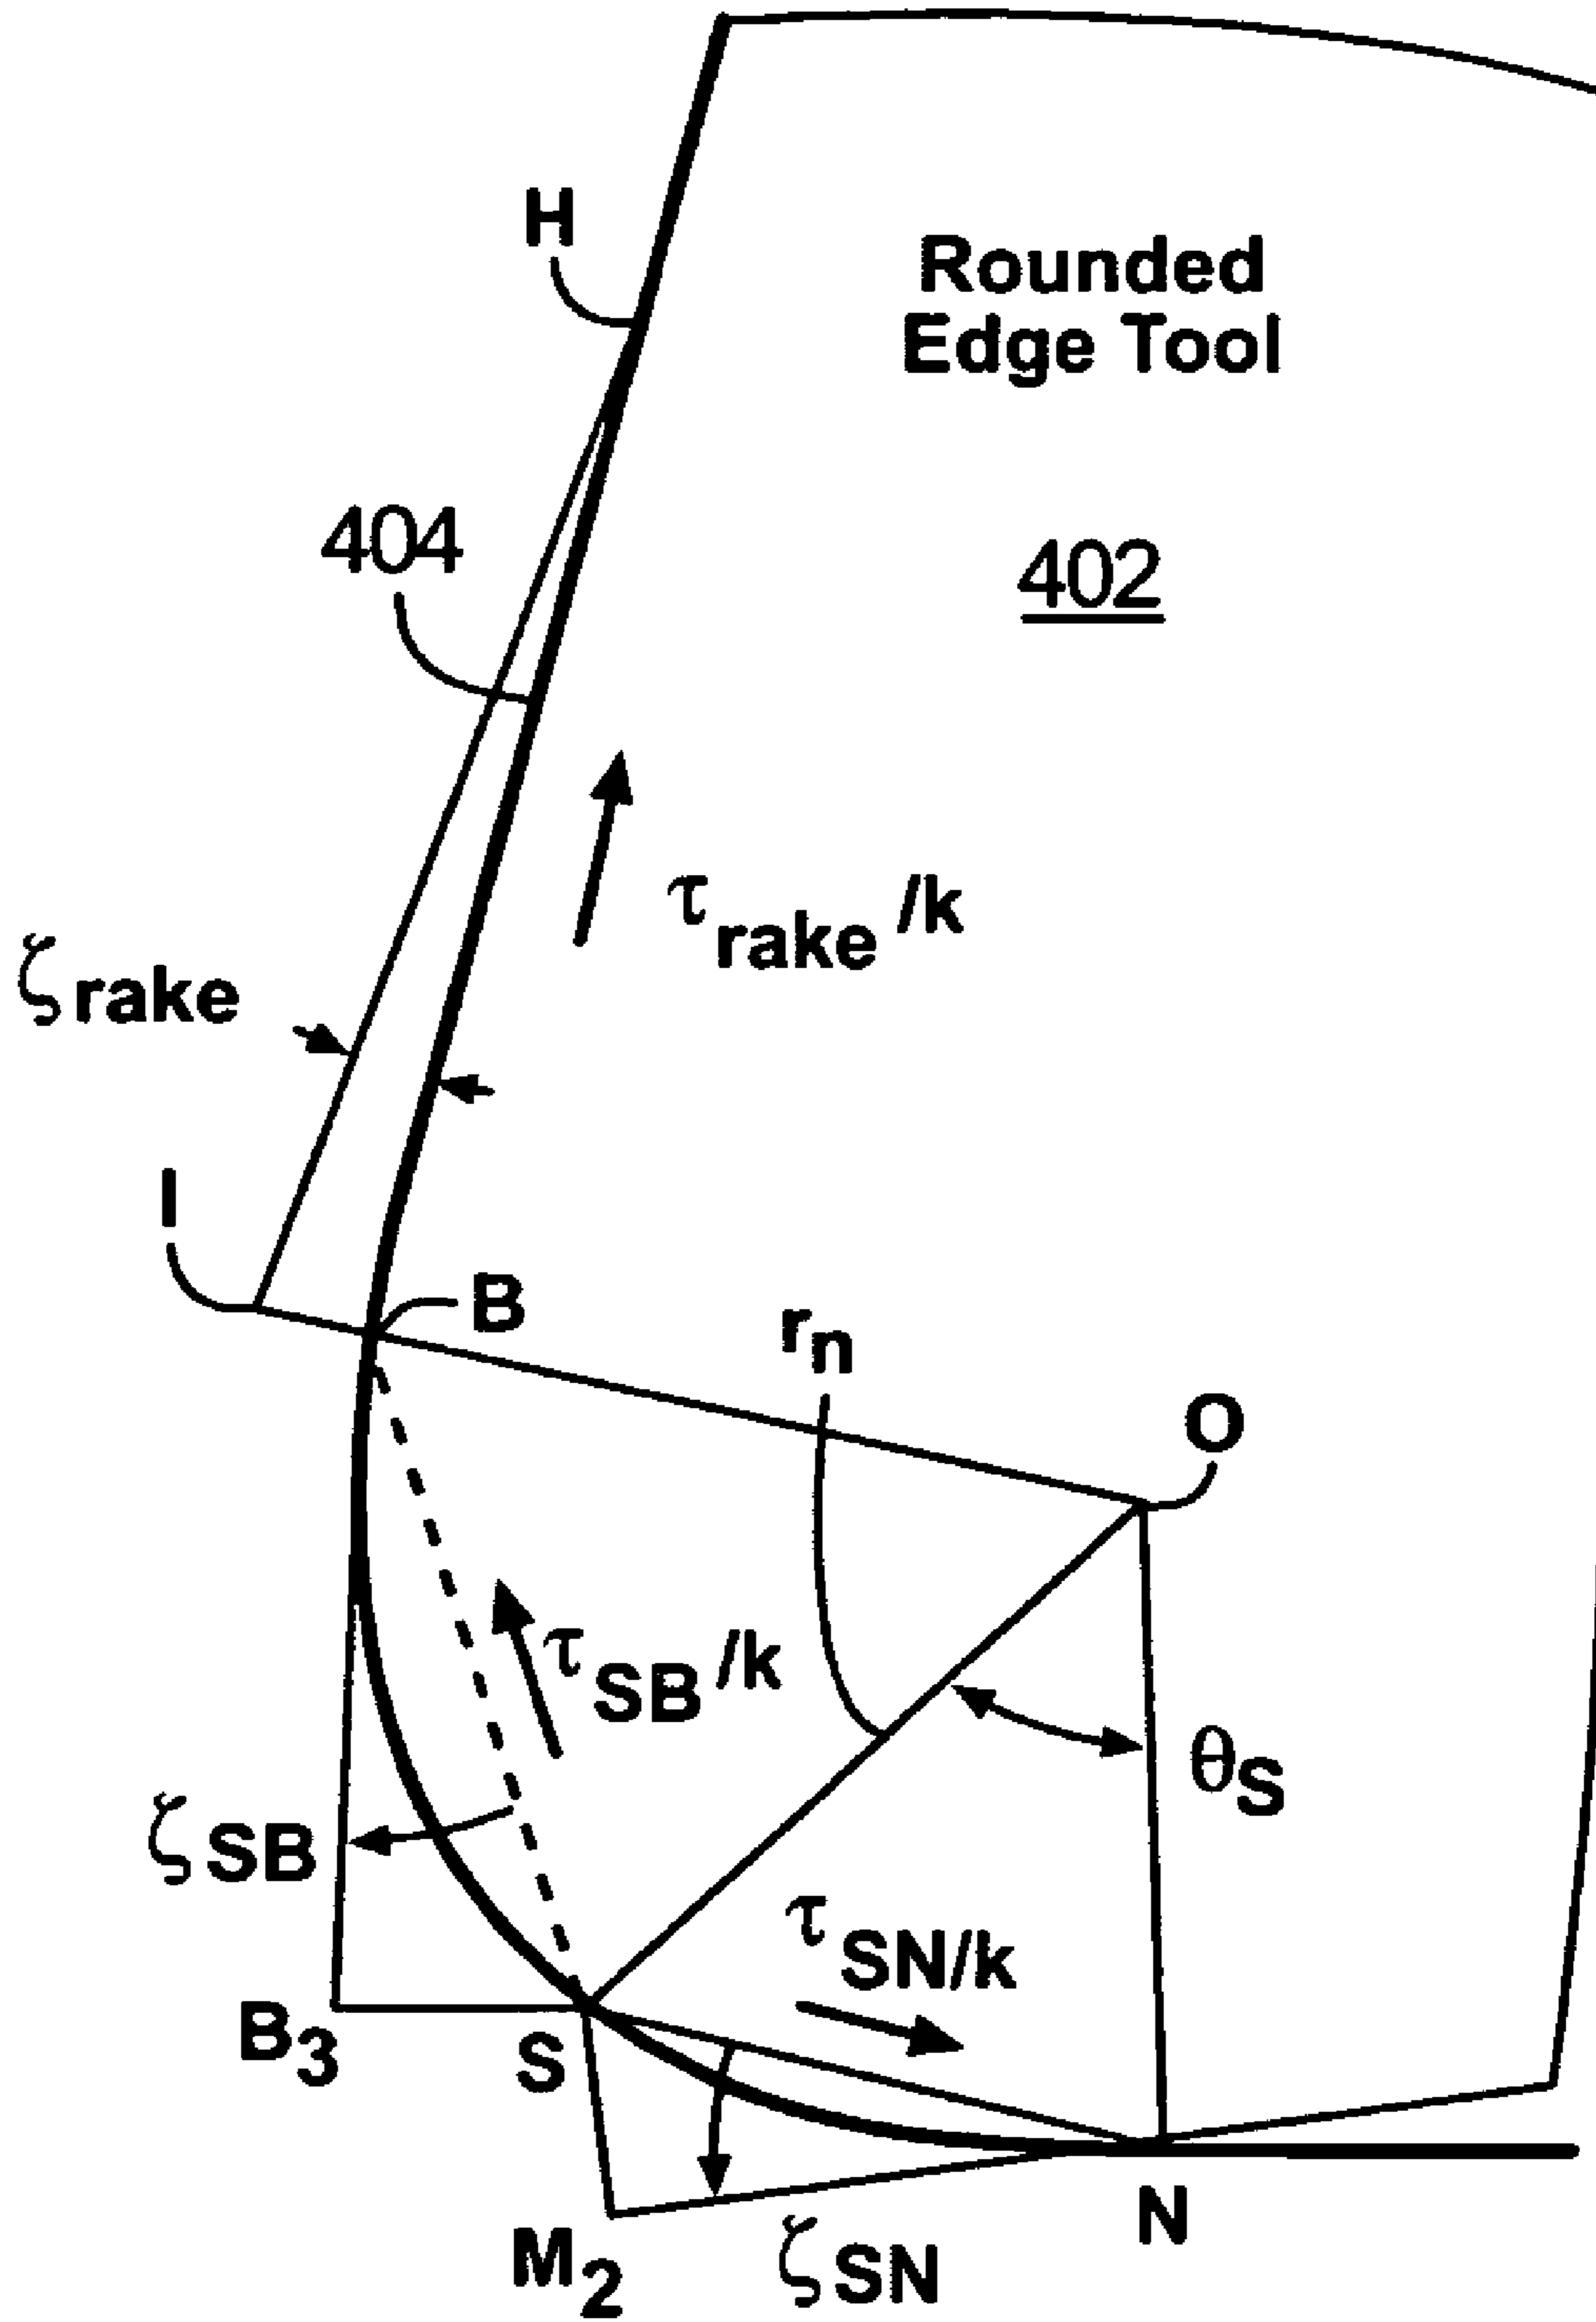 H
Rounded
Edge Tool
404
402
τrake/k
ζrake
I
B
rn
O
τSB/k
θS
ζSB
τSN/k
B3
S
N
M2
ζSN